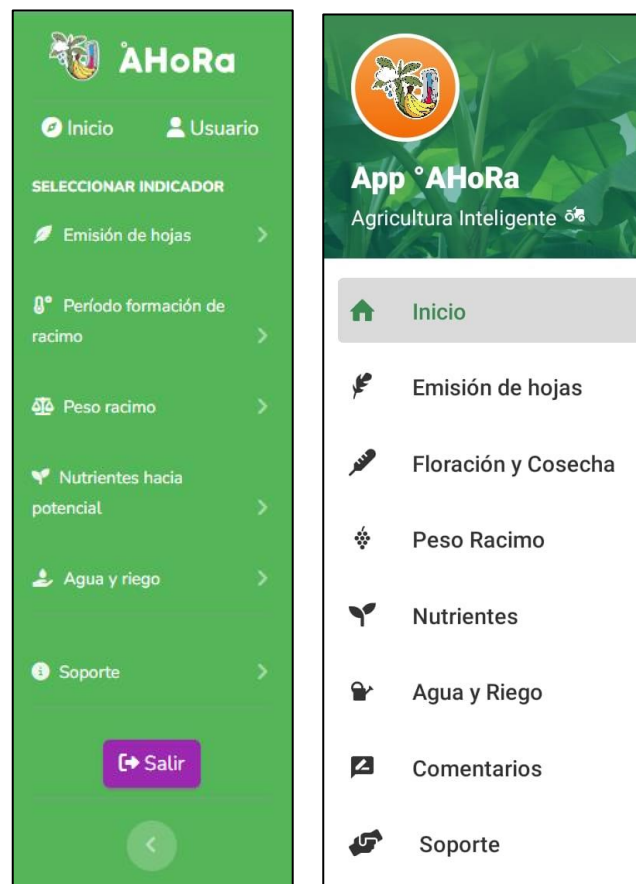 °AHoRa
Inicio Usuario
SELECCIONAR INDICADOR
Emisión de hojas
Período formación de
racimo
Peso racimo
Nutrientes hacia
potencial
Agua y riego
Soporte
Salir
App °AHoRa
Agricultura Inteligente
Inicio
Emisión de hojas
Floración y Cosecha
Peso Racimo
Nutrientes
Agua y Riego
Comentarios
Soporte